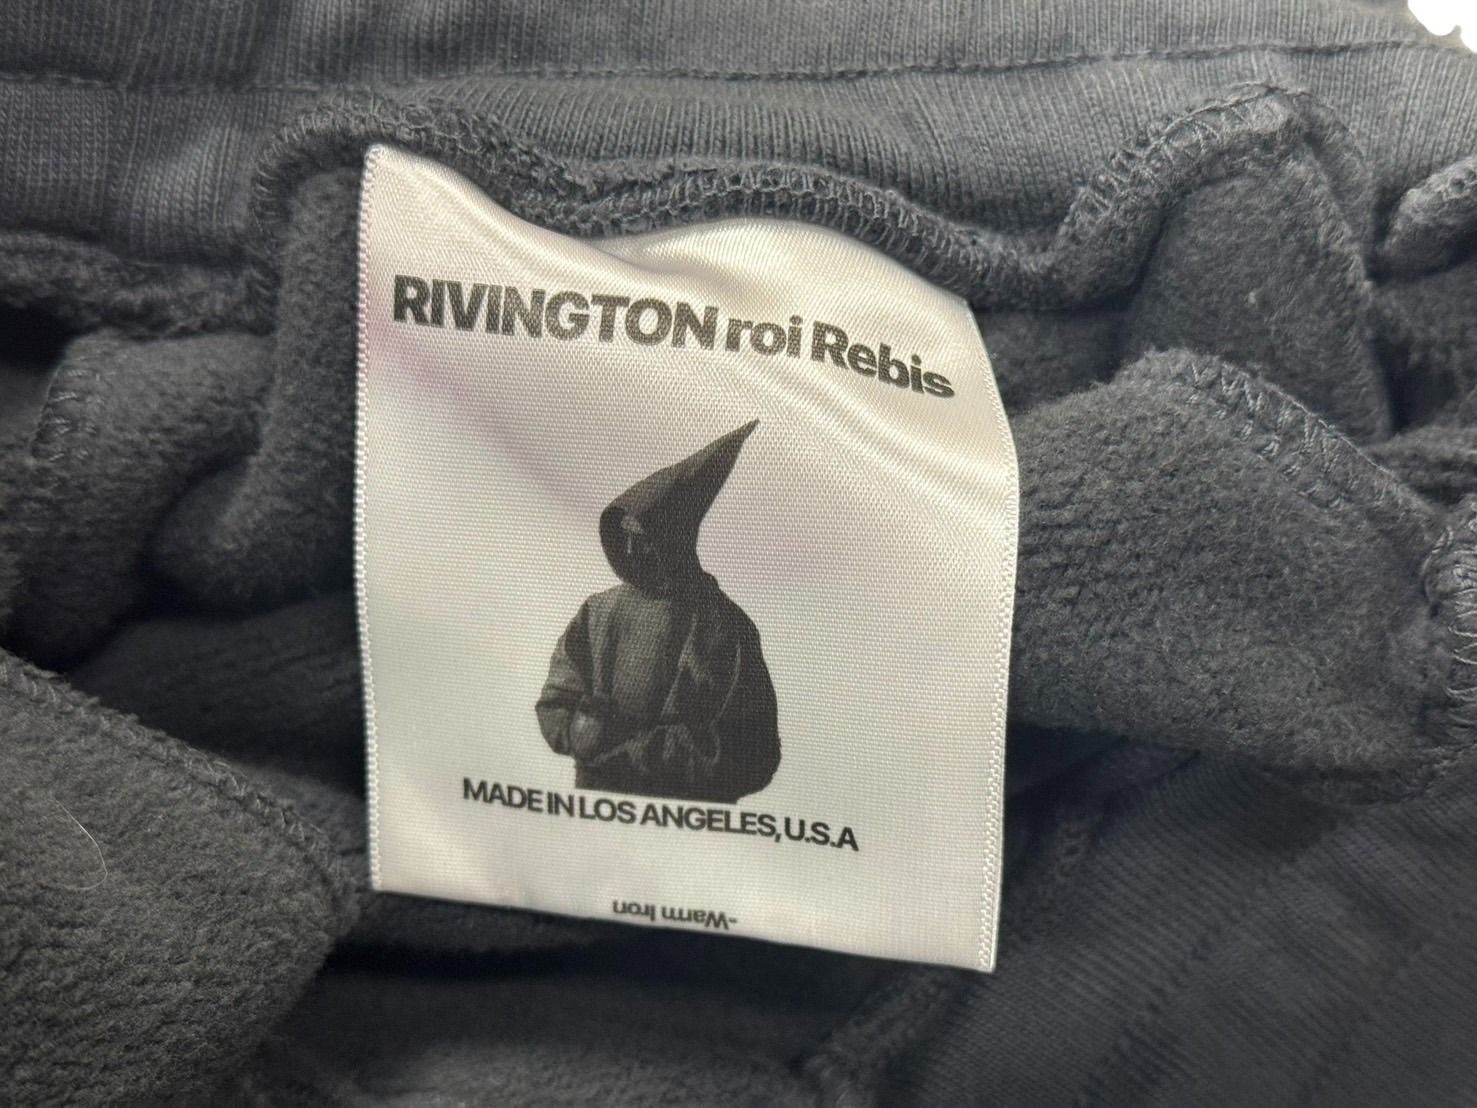 RIVINGTON roi Rebis
MADE IN LOS ANGELES, U.S.A
-Warm Iron